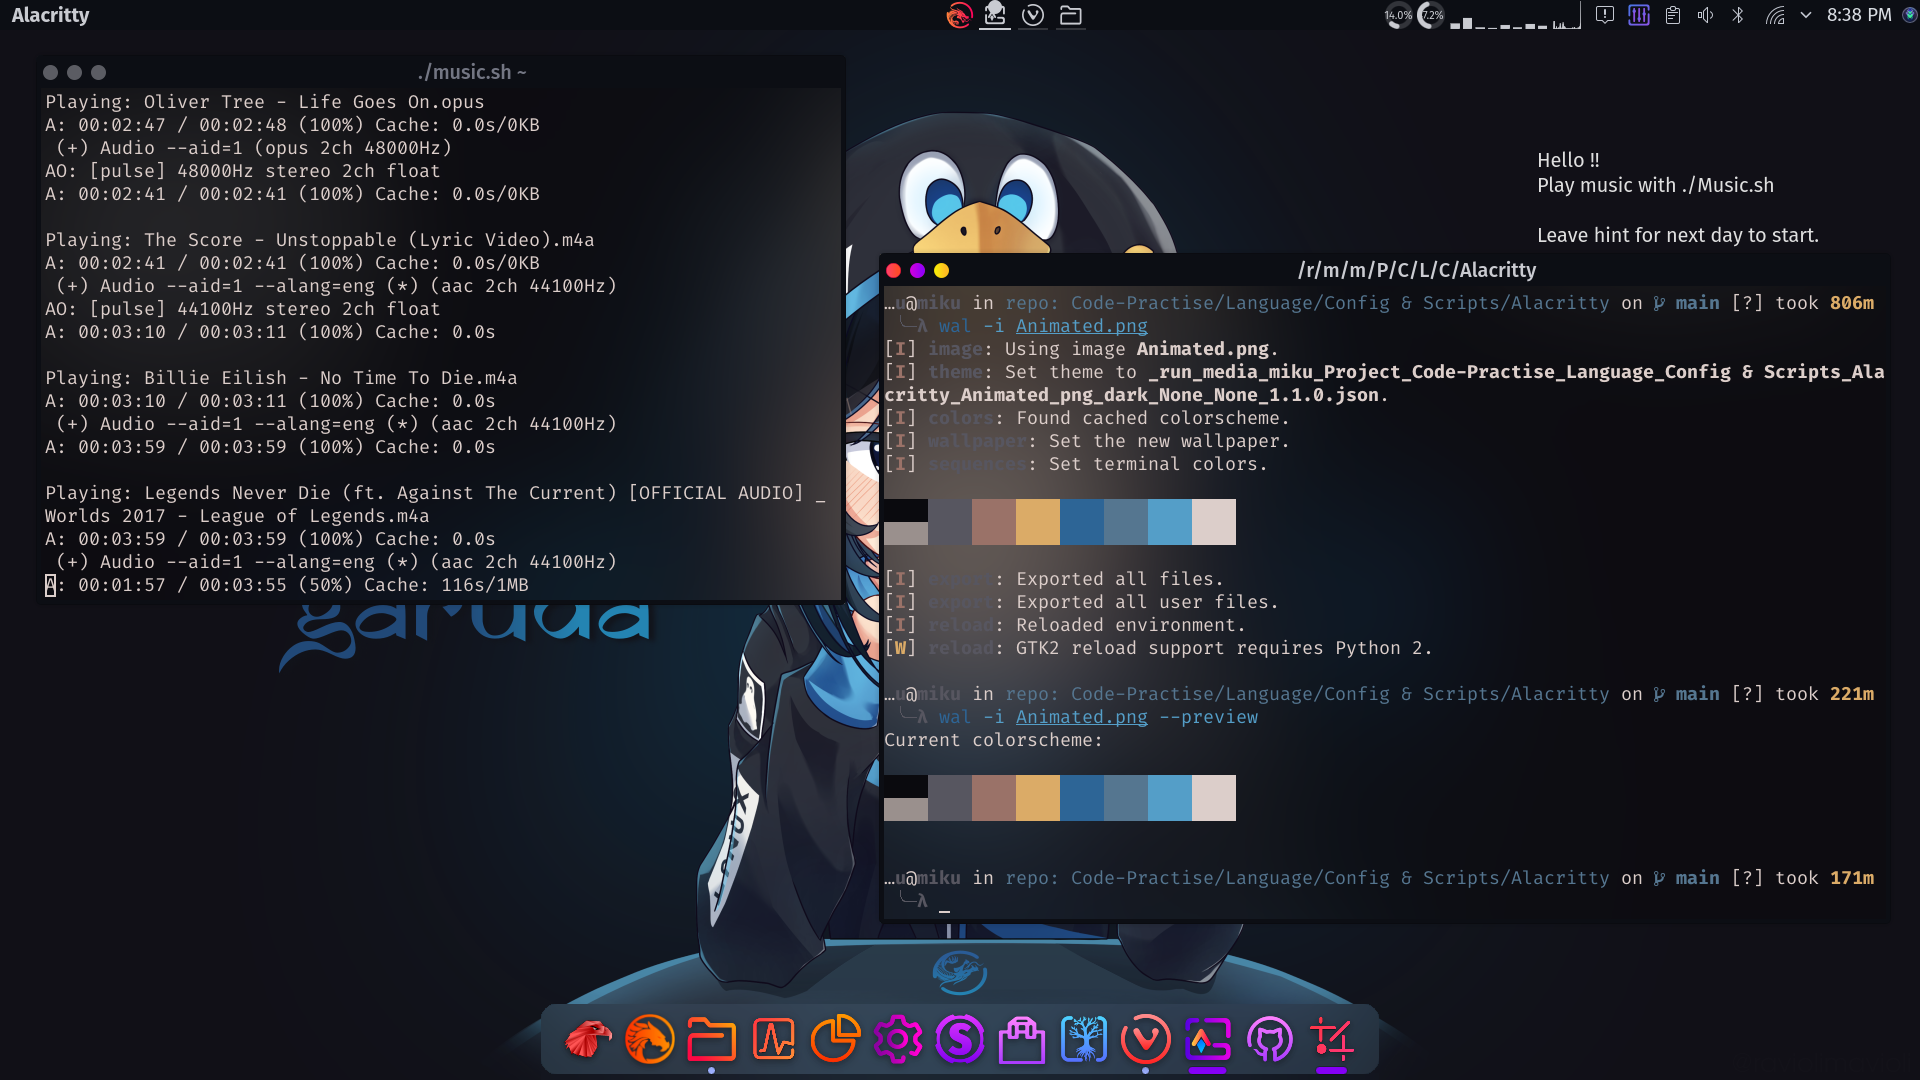 Alacritty
14.0%
7.2%
8:38 PM
./music.sh ~
Playing: Oliver Tree - Life Goes On.opus
A: 00:02:47 / 00:02:48 (100%) Cache: 0.0s/0KB
(+) Audio --aid=1 (opus 2ch 48000Hz)
AO: [pulse] 48000Hz stereo 2ch float
A: 00:02:41 / 00:02:41 (100%) Cache: 0.0s/0KB
Playing: The Score - Unstoppable (Lyric Video).m4a
A: 00:02:41 / 00:02:41 (100%) Cache: 0.0s/0KB
(+) Audio --aid=1 --alang=eng (*) (aac 2ch 44100Hz)
AO: [pulse] 44100Hz stereo 2ch float
A: 00:03:10 / 00:03:11 (100%) Cache: 0.0s
Playing: Billie Eilish - No Time To Die.m4a
A: 00:03:10 / 00:03:11 (100%) Cache: 0.0s
(+) Audio --aid=1 --alang=eng (*) (aac 2ch 44100Hz)
A: 00:03:59 / 00:03:59 (100%) Cache: 0.0s
Playing: Legends Never Die (ft. Against The Current) [OFFICIAL AUDIO] _
Worlds 2017 - League of Legends.m4a
A: 00:03:59 / 00:03:59 (100%) Cache: 0.0s
(+) Audio --aid=1 --alang=eng (*) (aac 2ch 44100Hz)
A: 00:01:57 / 00:03:55 (50%) Cache: 116s/1MB
garuda
Hello !!
Play music with ./Music.sh
Leave hint for next day to start.
/r/m/m/P/C/L/C/Alacritty
…u@miku in repo: Code-Practise/Language/Config & Scripts/Alacritty on main [?] took 806m
╰─λ wal -i Animated.png
[I] image: Using image Animated.png.
[I] theme: Set theme to _run_media_miku_Project_Code-Practise_Language_Config & Scripts_Ala
critty_Animated_png_dark_None_None_1.1.0.json.
[I] colors: Found cached colorscheme.
[I] wallpaper: Set the new wallpaper.
[I] sequences: Set terminal colors.
[I] export: Exported all files.
[I] export: Exported all user files.
[I] reload: Reloaded environment.
[W] reload: GTK2 reload support requires Python 2.
…u@miku in repo: Code-Practise/Language/Config & Scripts/Alacritty on main [?] took 221m
╰─λ wal -i Animated.png --preview
Current colorscheme:
…u@miku in repo: Code-Practise/Language/Config & Scripts/Alacritty on main [?] took 171m
╰─λ _